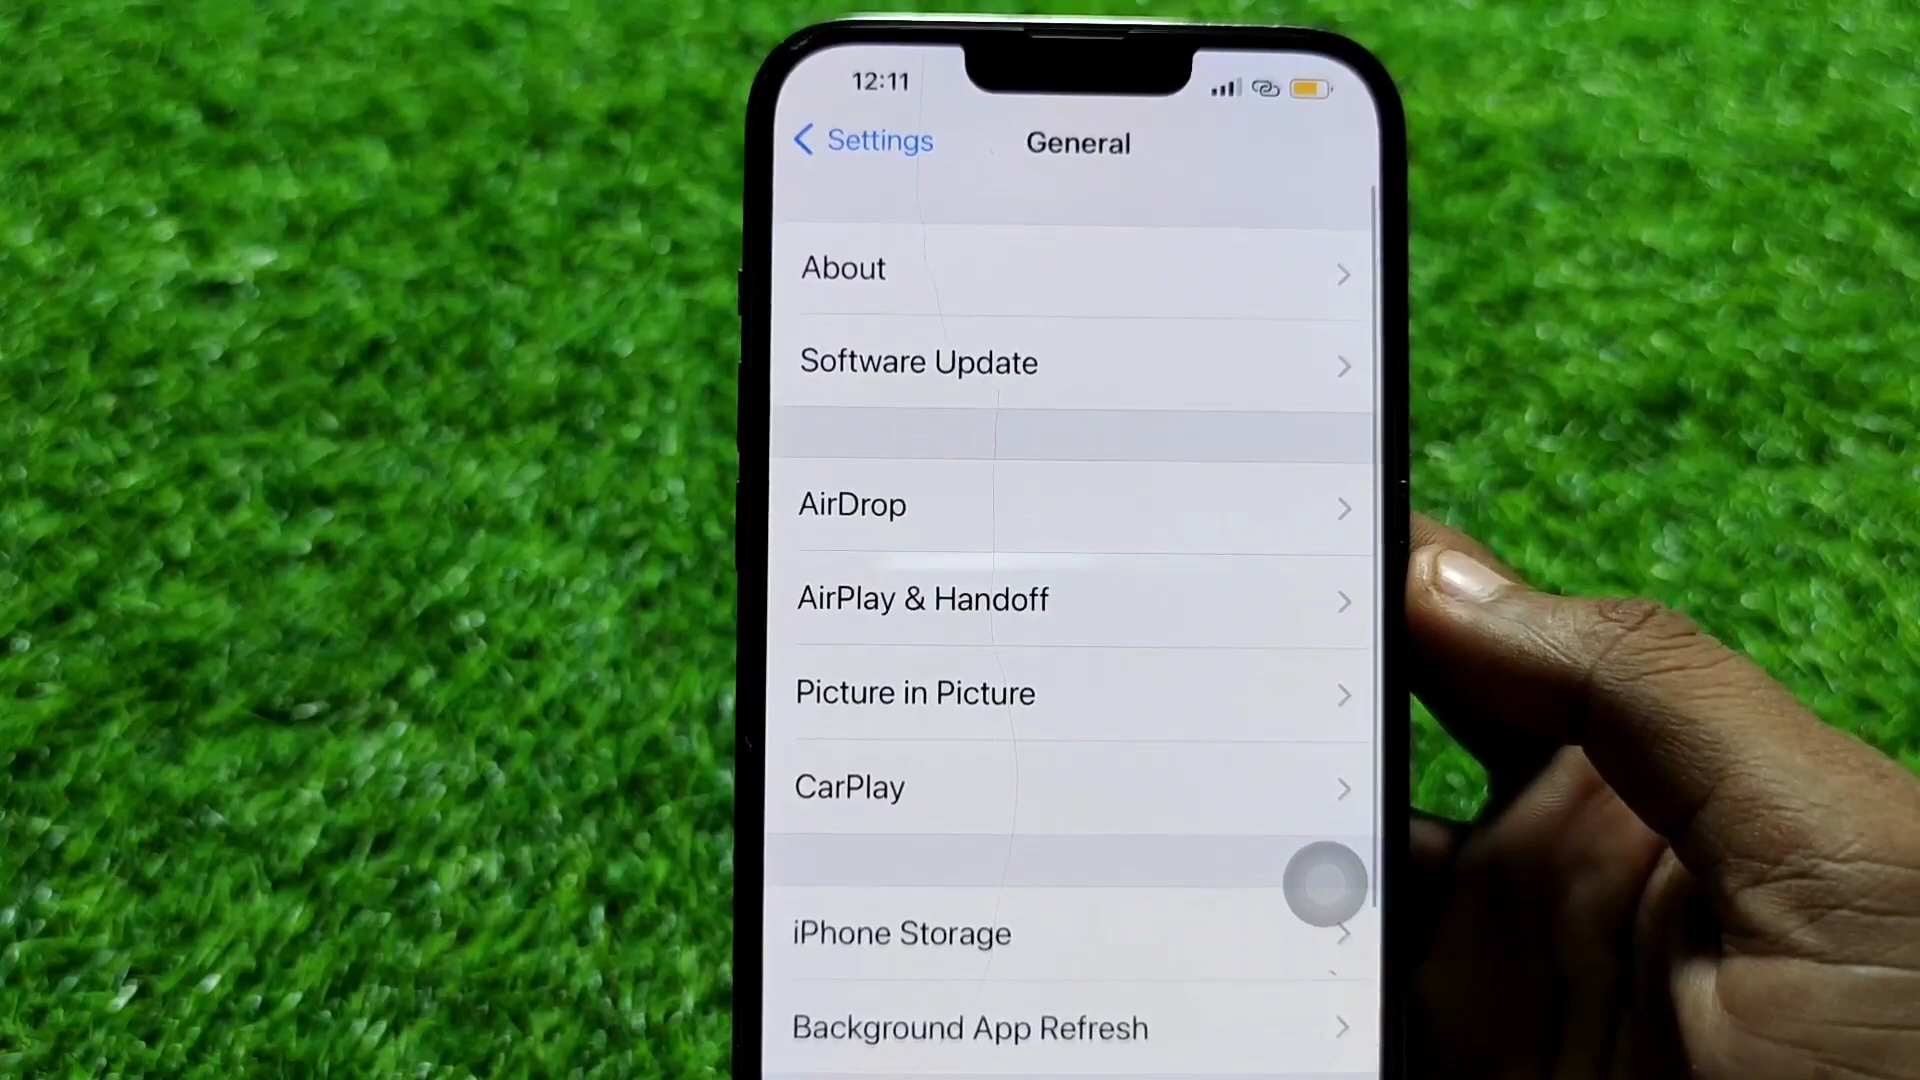 12:11
Settings
General
About
Software Update
AirDrop
AirPlay & Handoff
Picture in Picture
CarPlay
iPhone Storage
Background App Refresh